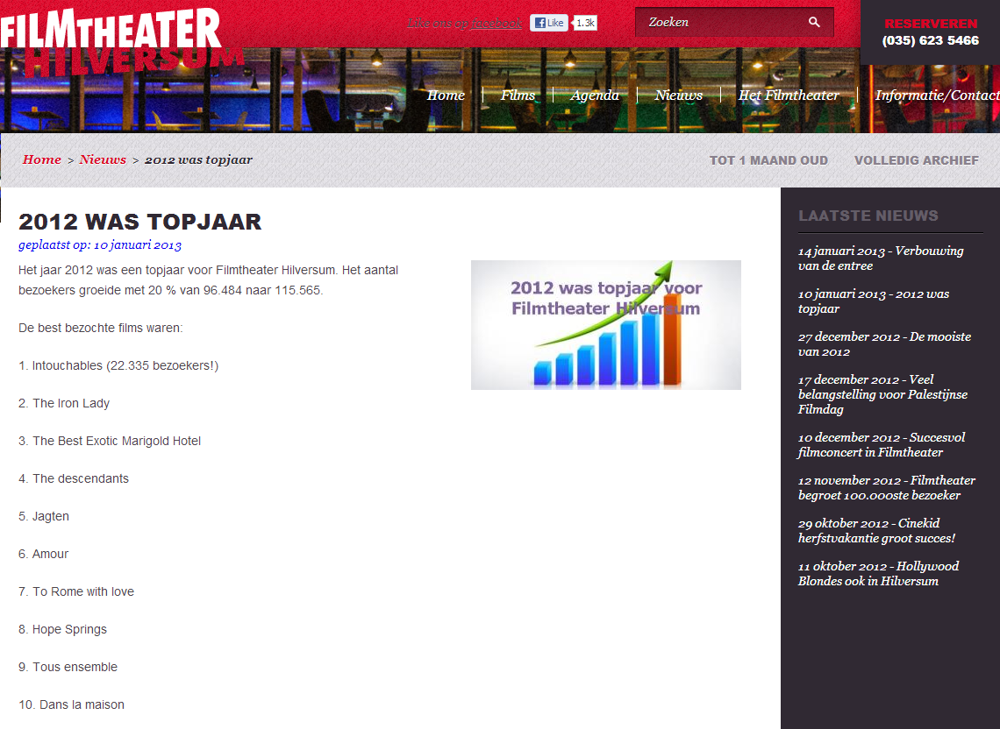 FILMTHEATER
HILVERSUM
Like ons op facebook
Like
1.3k
Zoeken
RESERVEREN
(035) 623 5466
Home
Films
Agenda
Nieuws
Het Filmtheater
Informatie/Contact
Home > Nieuws > 2012 was topjaar
TOT 1 MAAND OUD
VOLLEDIG ARCHIEF
2012 WAS TOPJAAR
geplaatst op: 10 januari 2013
Het jaar 2012 was een topjaar voor Filmtheater Hilversum. Het aantal
bezoekers groeide met 20 % van 96.484 naar 115.565.
De best bezochte films waren:
1. Intouchables (22.335 bezoekers!)
2. The Iron Lady
3. The Best Exotic Marigold Hotel
4. The descendants
5. Jagten
6. Amour
7. To Rome with love
8. Hope Springs
9. Tous ensemble
10. Dans la maison
2012 was topjaar voor
Filmtheater Hilversum
LAATSTE NIEUWS
14 januari 2013 - Verbouwing
van de entree
10 januari 2013 - 2012 was
topjaar
27 december 2012 - De mooiste
van 2012
17 december 2012 - Veel
belangstelling voor Palestijnse
Filmdag
10 december 2012 - Succesvol
filmconcert in Filmtheater
12 november 2012 - Filmtheater
begroet 100.000ste bezoeker
29 oktober 2012 - Cinekid
herfstvakantie groot succes!
11 oktober 2012 - Hollywood
Blondes ook in Hilversum